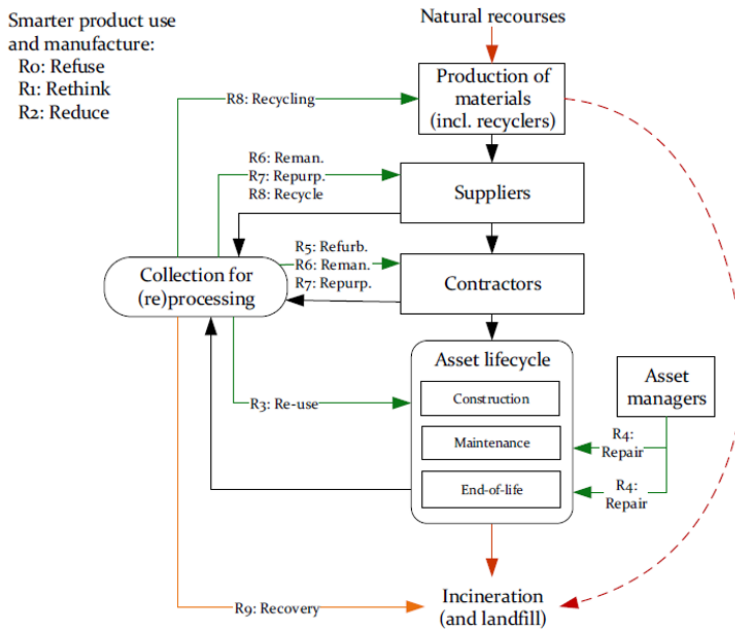 Smarter product use
and manufacture:
Ro: Refuse
R1: Rethink
R2: Reduce
Natural recourses
Production of
materials
(incl. recyclers)
R8: Recycling
R6: Reman.
R7: Repurp.
R8: Recycle
Suppliers
R5: Refurb.
R6: Reman.
R7: Repurp.
Collection for
(re)processing
Contractors
Asset lifecycle
Construction
Maintenance
End-of-life
R3: Re-use
Asset
managers
R4:
Repair
R4:
Repair
R9: Recovery
Incineration
(and landfill)